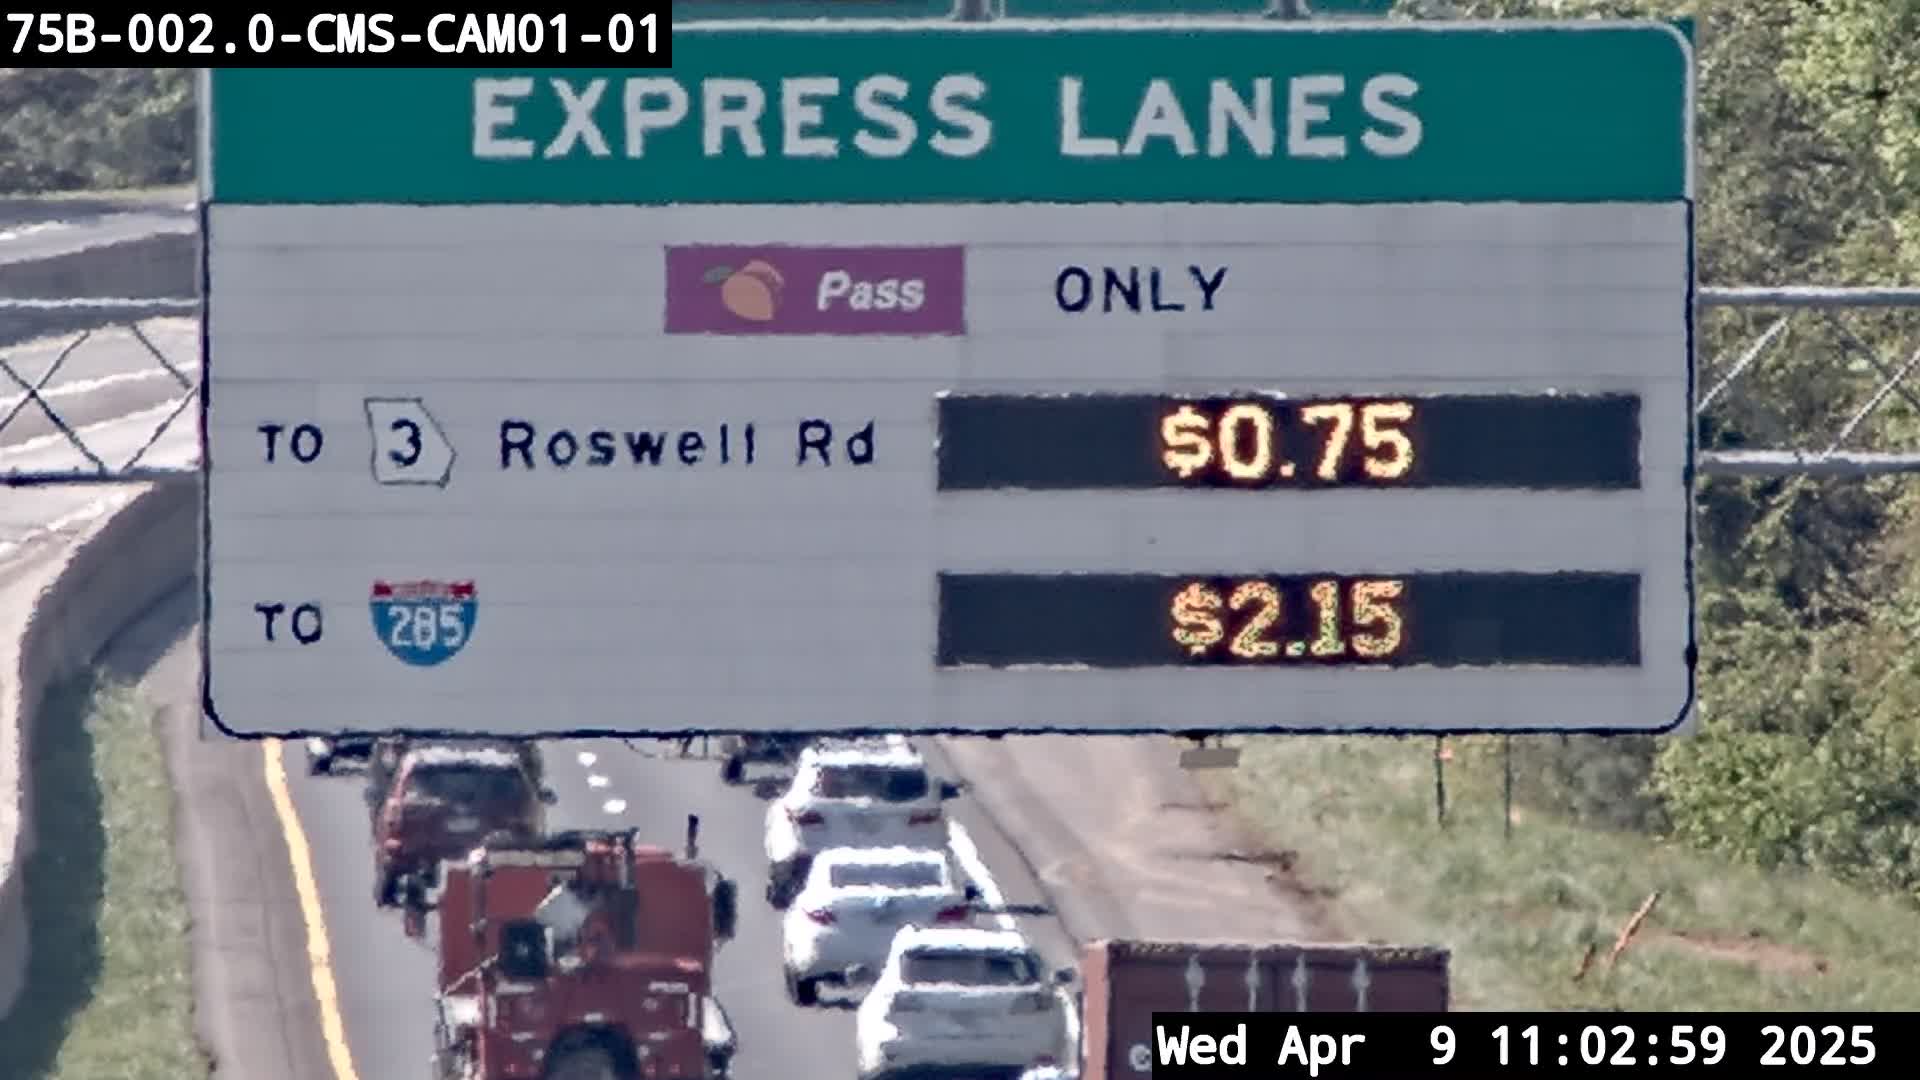 75B-002.0-CMS-CAM01-01
EXPRESS LANES
Pass ONLY
TO 3 Roswell Rd $0.75
TO 285 $2.15
Wed Apr 9 11:02:59 2025